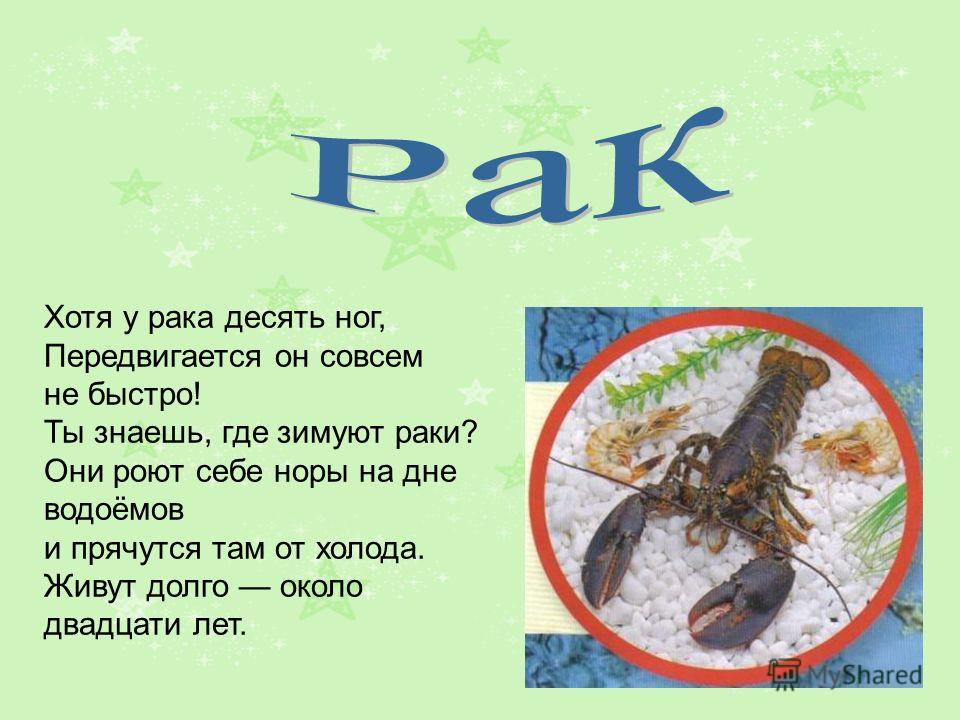 Рак
Хотя у рака десять ног,
Передвигается он совсем
не быстро!
Ты знаешь, где зимуют раки?
Они роют себе норы на дне
водоёмов
и прячутся там от холода.
Живут долго — около
двадцати лет.
MyShared